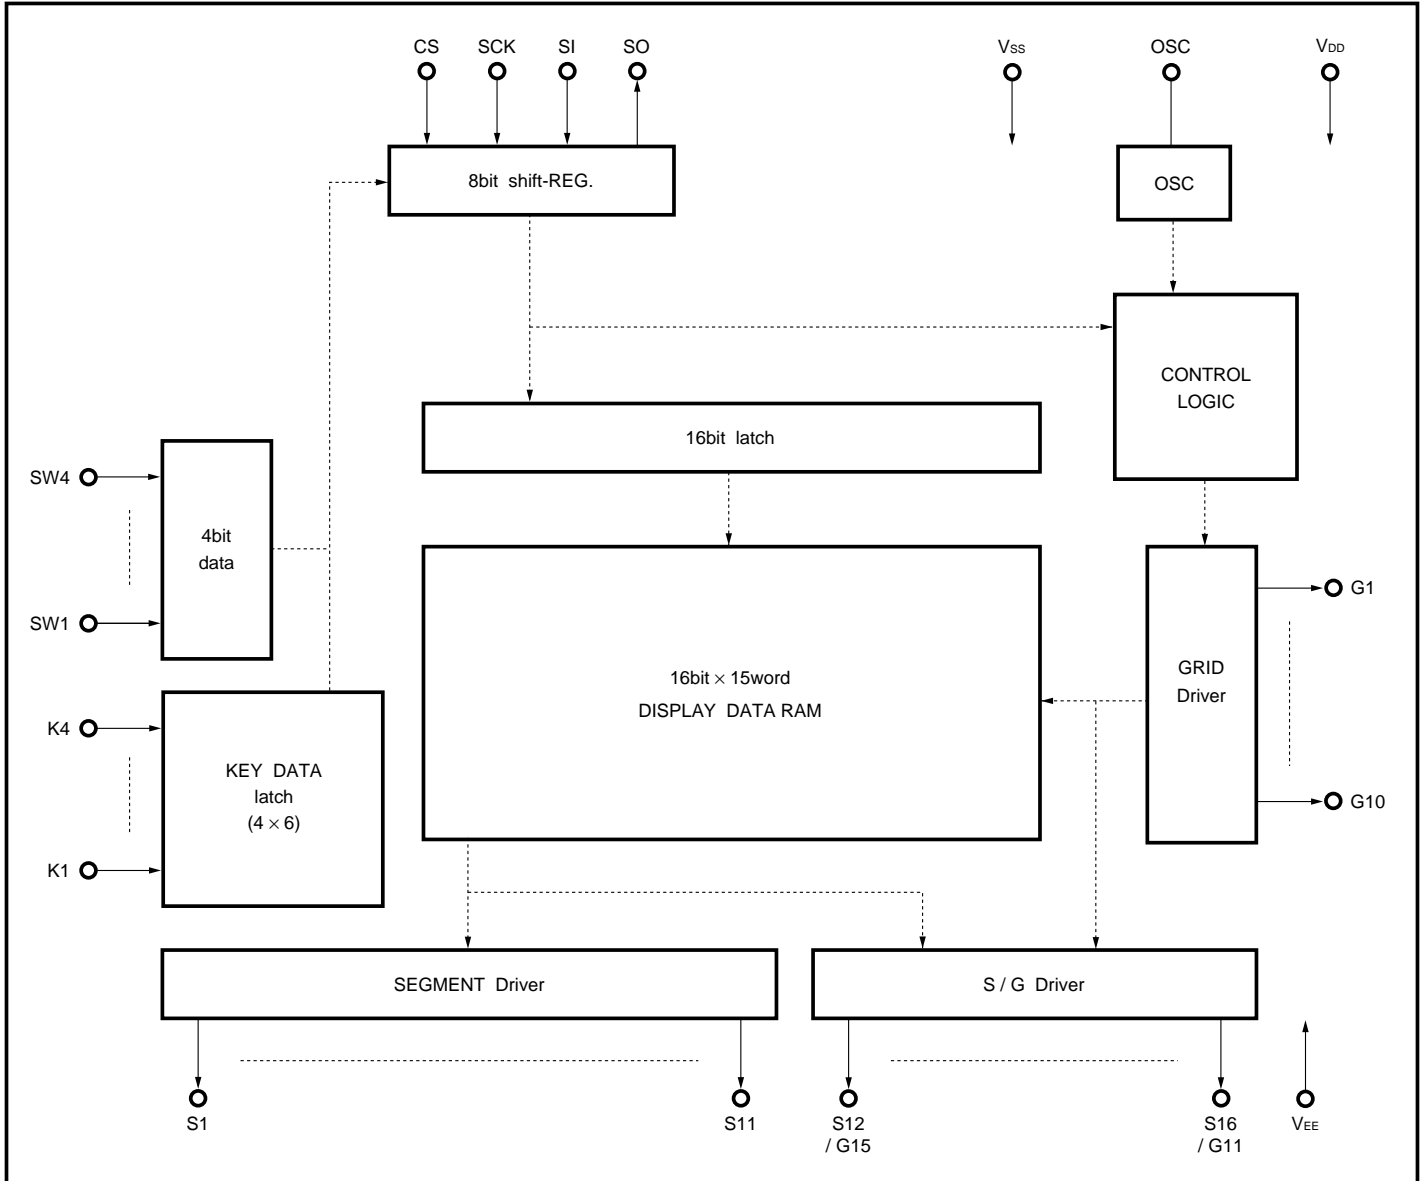 CS SCK SI SO VSS OSC VDD
8bit shift-REG.
OSC
CONTROL
LOGIC
16bit latch
SW4
4bit
data
SW1
G1
16bit × 15word
DISPLAY DATA RAM
GRID
Driver
K4
KEY DATA
latch
(4 × 6)
K1
G10
SEGMENT Driver
S / G Driver
S1
S11
S12
/ G15
S16
/ G11
VEE